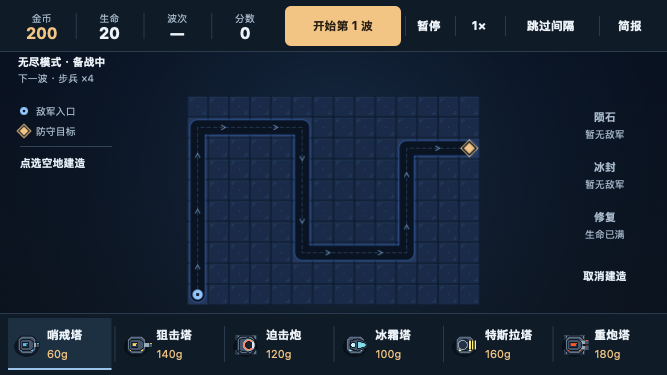 金币 生命 波次 分数
200 20 — 0
开始第 1 波 暂停 1× 跳过间隔 简报
无尽模式 · 备战中
下一波 · 步兵 ×4
敌军入口
防守目标
点选空地建造
陨石
暂无敌军
冰封
暂无敌军
修复
生命已满
取消建造
哨戒塔 狙击塔 迫击炮 冰霜塔 特斯拉塔 重炮塔
60g 140g 120g 100g 160g 180g